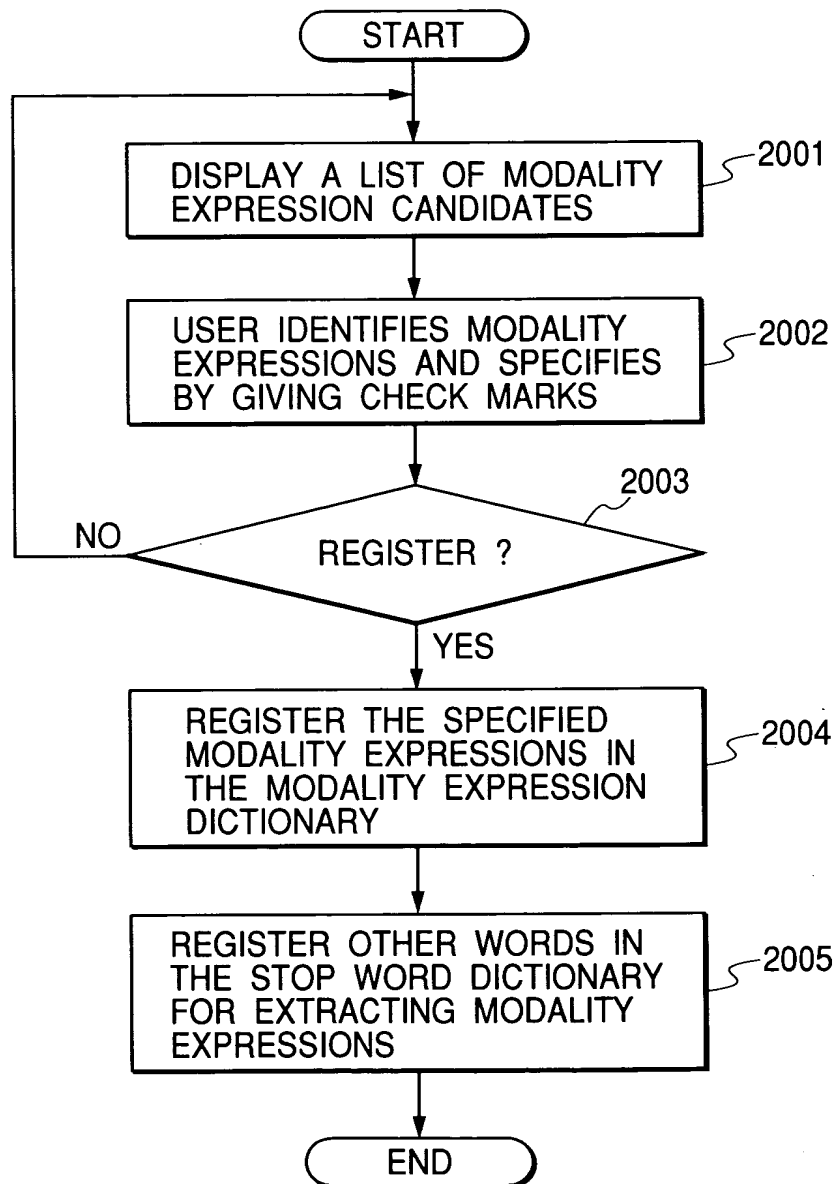 START
DISPLAY A LIST OF MODALITY
EXPRESSION CANDIDATES
2001
USER IDENTIFIES MODALITY
EXPRESSIONS AND SPECIFIES
BY GIVING CHECK MARKS
2002
2003
NO
REGISTER ?
YES
REGISTER THE SPECIFIED
MODALITY EXPRESSIONS IN
THE MODALITY EXPRESSION
DICTIONARY
2004
REGISTER OTHER WORDS IN
THE STOP WORD DICTIONARY
FOR EXTRACTING MODALITY
EXPRESSIONS
2005
END